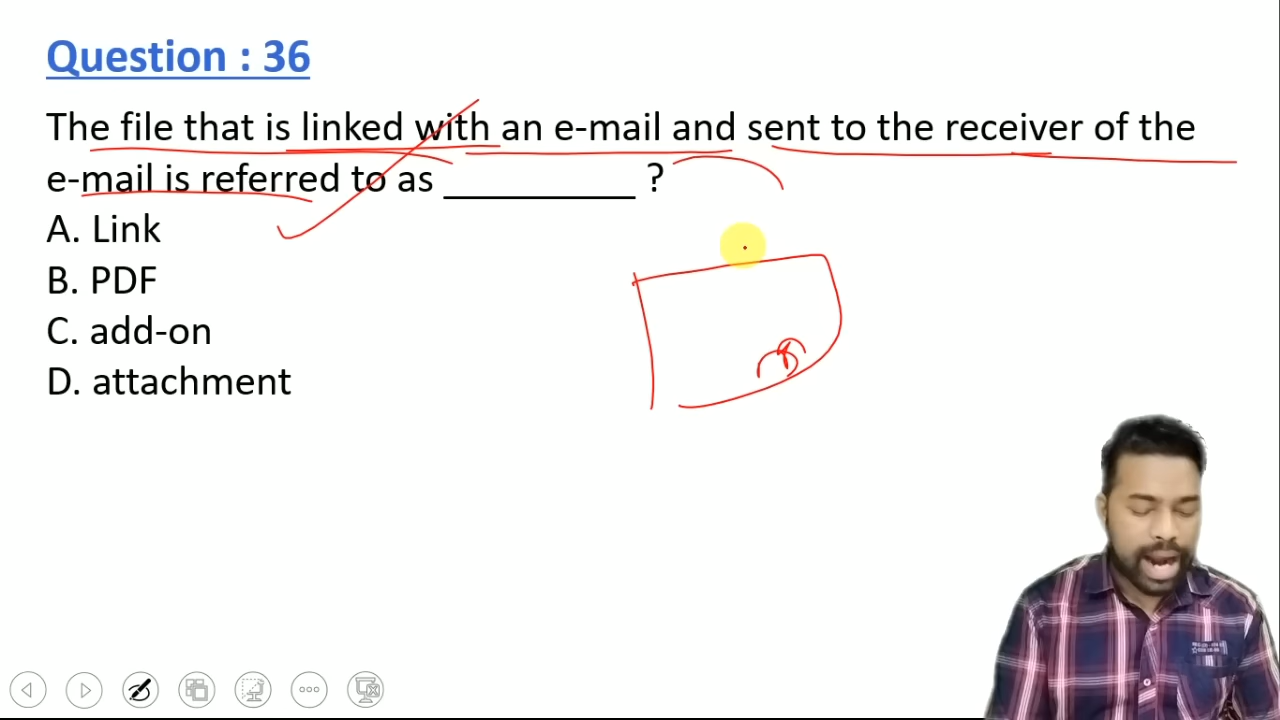 Question : 36
The file that is linked with an e-mail and sent to the receiver of the
e-mail is referred to as __________ ?
A. Link
B. PDF
C. add-on
D. attachment